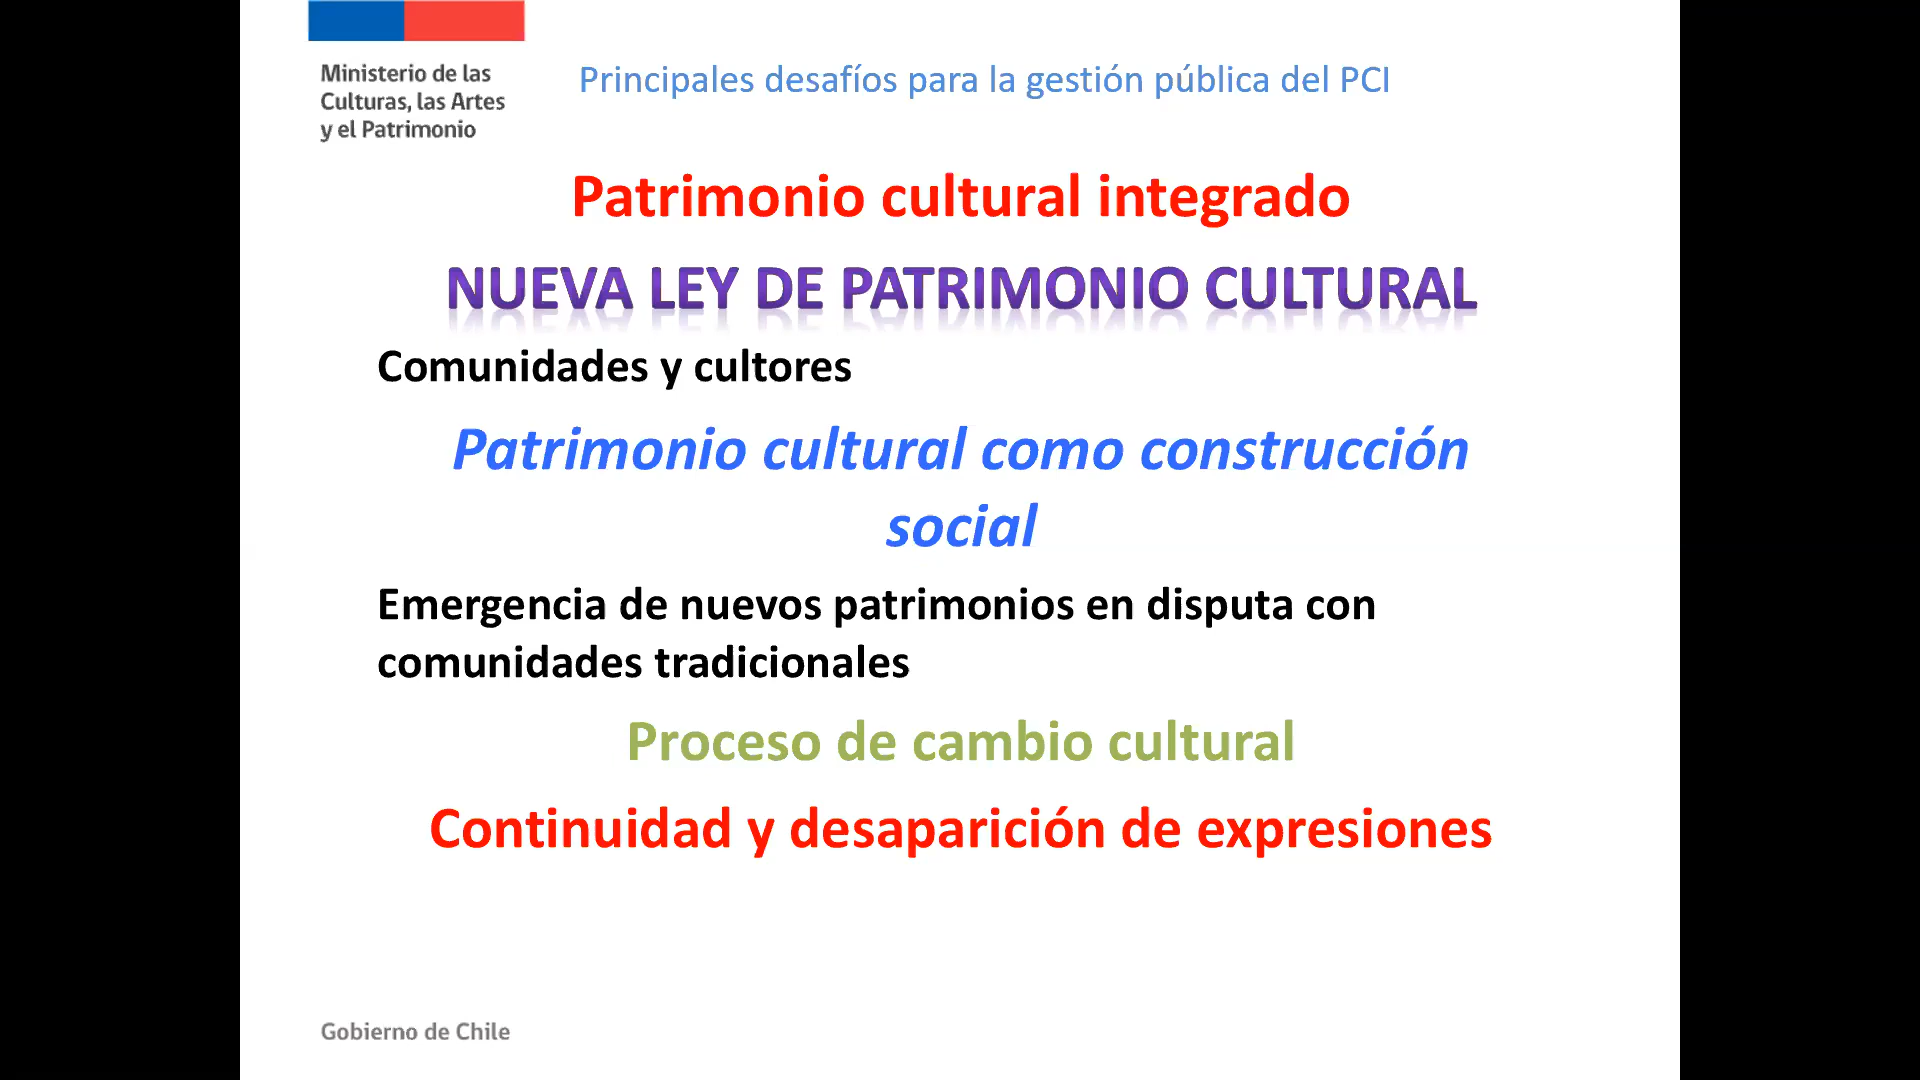 Ministerio de las
Culturas, las Artes
y el Patrimonio
Principales desafíos para la gestión pública del PCI
Patrimonio cultural integrado
NUEVA LEY DE PATRIMONIO CULTURAL
Comunidades y cultores
Patrimonio cultural como construcción
social
Emergencia de nuevos patrimonios en disputa con
comunidades tradicionales
Proceso de cambio cultural
Continuidad y desaparición de expresiones
Gobierno de Chile